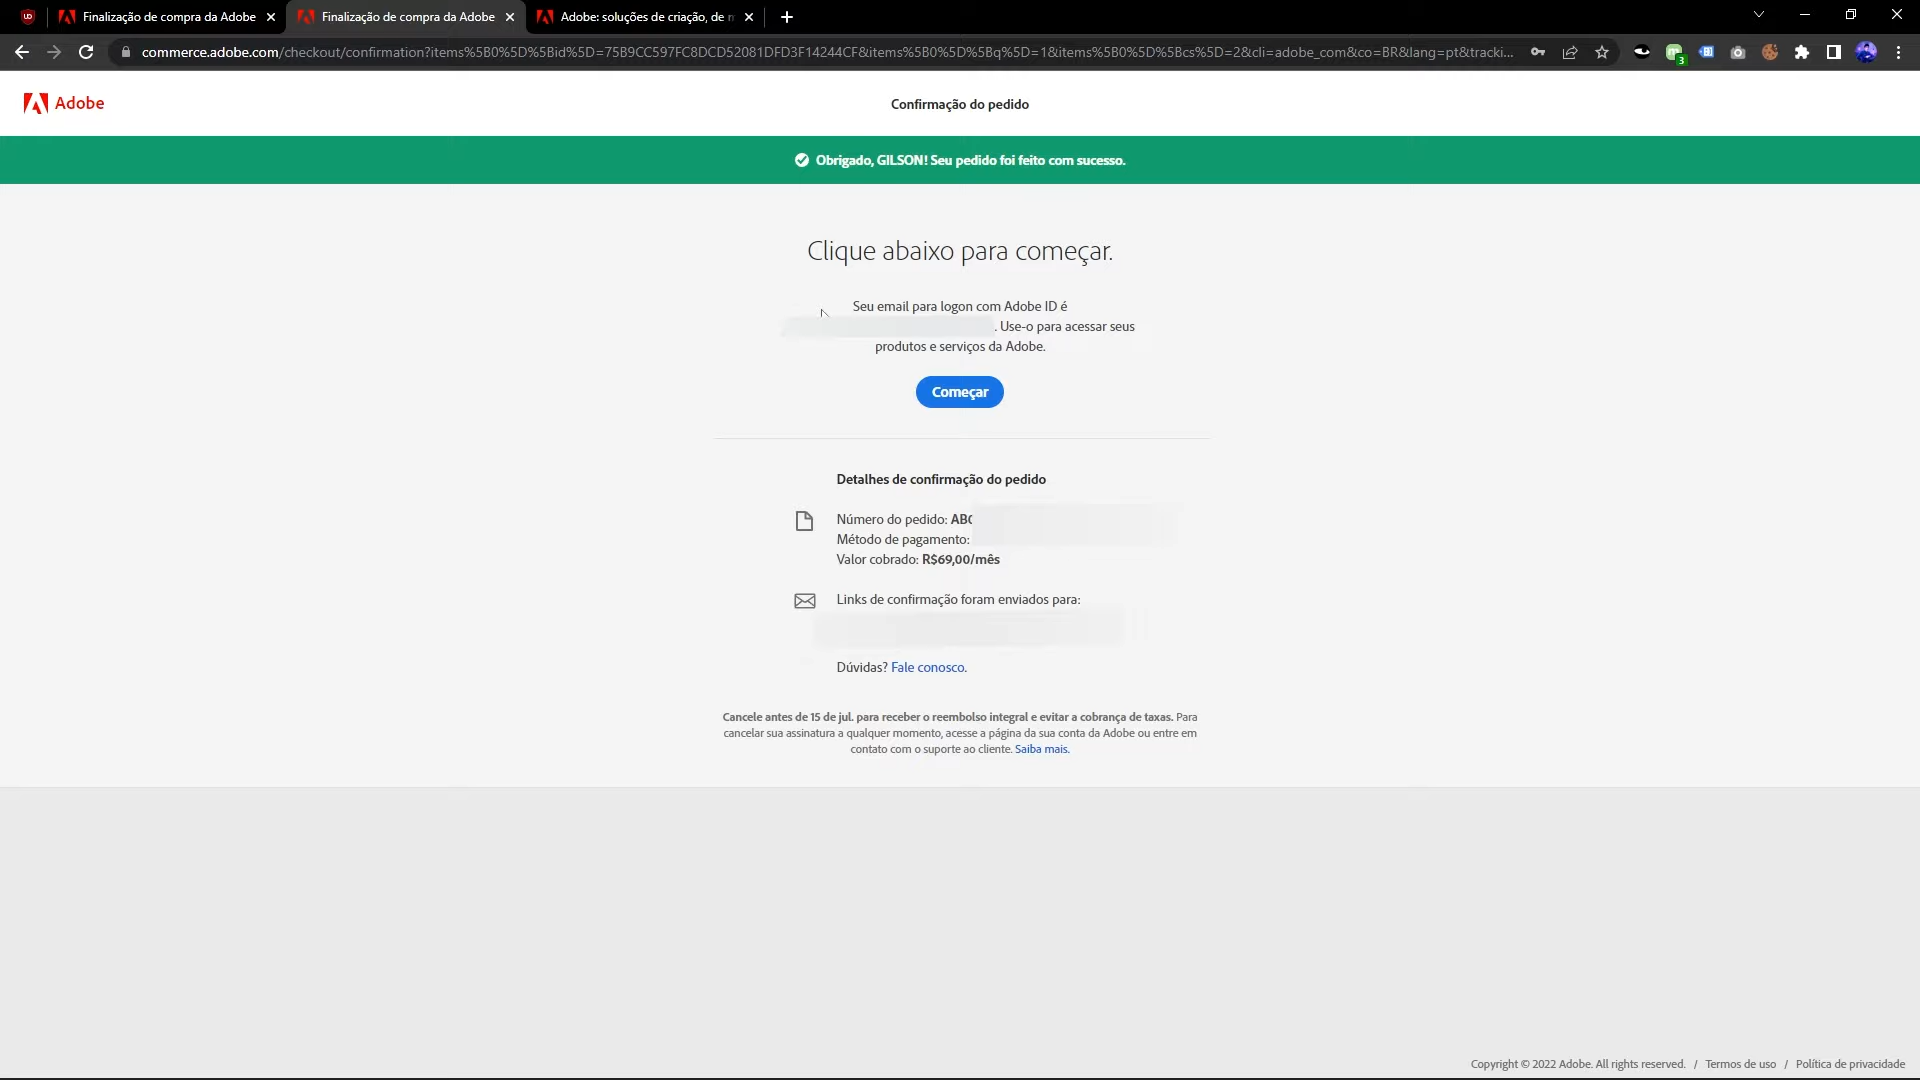 Finalização de compra da Adobe
Finalização de compra da Adobe
Adobe: soluções de criação, de
commerce.adobe.com/checkout/confirmation?items%5B0%5D%5Bid%5D=75B9CC597FC8DCD52081DFD3F14244CF&items%5B0%5D%5Bq%5D=1&items%5B0%5D%5Bcs%5D=2&cli=adobe_com&co=BR&lang=pt&tracki...
3
Adobe
Confirmação do pedido
Obrigado, GILSON! Seu pedido foi feito com sucesso.
Clique abaixo para começar.
Seu email para logon com Adobe ID é
. Use-o para acessar seus
produtos e serviços da Adobe.
Começar
Detalhes de confirmação do pedido
Número do pedido: ABC
Método de pagamento:
Valor cobrado: R$69,00/mês
Links de confirmação foram enviados para:
Dúvidas? Fale conosco.
Cancele antes de 15 de jul. para receber o reembolso integral e evitar a cobrança de taxas. Para
cancelar sua assinatura a qualquer momento, acesse a página da sua conta da Adobe ou entre em
contato com o suporte ao cliente. Saiba mais.
Copyright © 2022 Adobe. All rights reserved. / Termos de uso / Política de privacidade